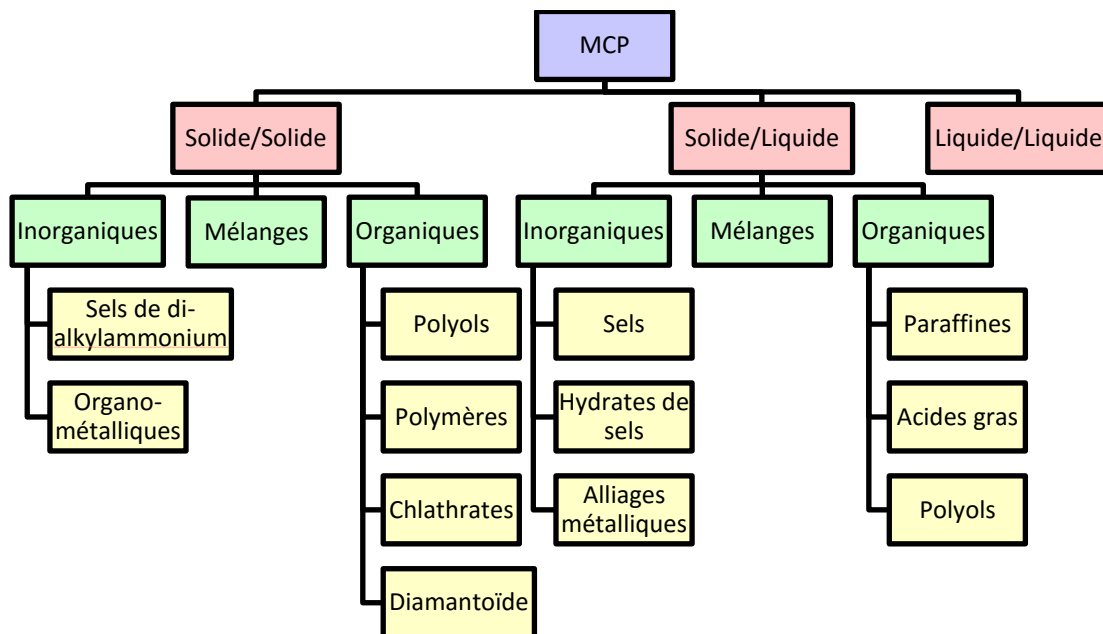 MCP
Solide/Solide
Solide/Liquide
Liquide/Liquide
Inorganiques
Mélanges
Organiques
Inorganiques
Mélanges
Organiques
Sels de di-
alkylammonium
Organo-
métalliques
Polyols
Polymères
Chlathrates
Diamantoïde
Sels
Hydrates de
sels
Alliages
métalliques
Paraffines
Acides gras
Polyols